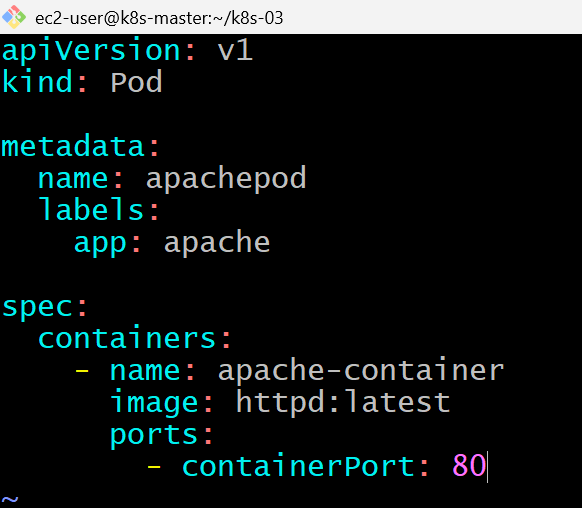 ec2-user@k8s-master:~/k8s-03
apiVersion: v1
kind: Pod

metadata:
  name: apachepod
  labels:
    app: apache

spec:
  containers:
    - name: apache-container
      image: httpd:latest
      ports:
        - containerPort: 80
~